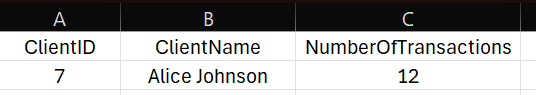 A B C
ClientID ClientName NumberOfTransactions
7 Alice Johnson 12